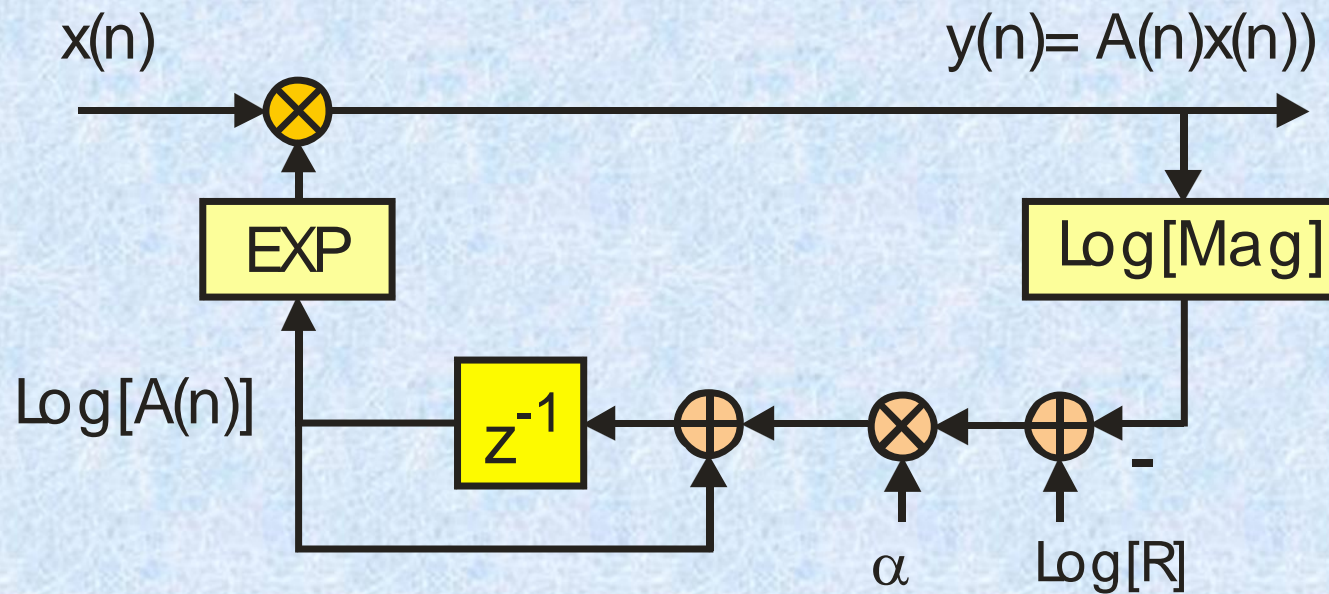 x(n)
y(n)= A(n)x(n))
EXP
Log[Mag]
Log[A(n)]
z-1
-
α
Log[R]